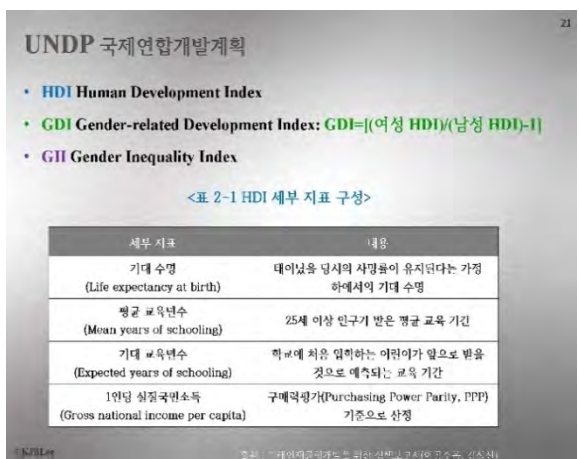 21
UNDP 국제연합개발계획
• HDI Human Development Index
• GDI Gender-related Development Index: GDI=[(여성 HDI)/(남성 HDI)-1]
• GII Gender Inequality Index
<표 2-1 HDI 세부 지표 구성>
세부 지표 내용
기대 수명 태어났을 당시의 사망률이 유지된다는 가정
(Life expectancy at birth) 하에서의 기대 수명
평균 교육년수
(Mean years of schooling) 25세 이상 인구가 받은 평균 교육 기간
기대 교육년수 학교에 처음 입학하는 어린이가 앞으로 받을
(Expected years of schooling) 것으로 예측되는 교육 기간
1인당 실질국민소득 구매력평가(Purchasing Power Parity, PPP)
(Gross national income per capita) 기준으로 산정